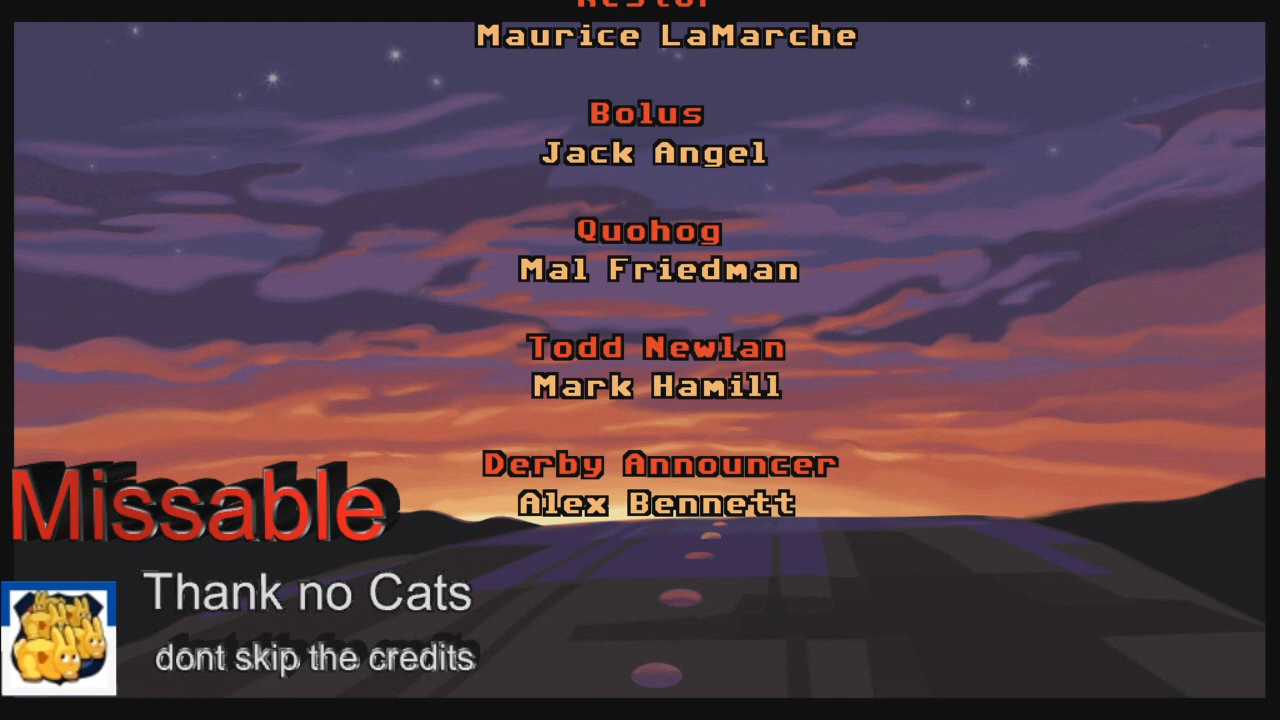 Maurice LaMarche
Bolus
Jack Angel
Quohog
Mal Friedman
Todd Newlan
Mark Hamill
Derby Announcer
Alex Bennett
Missable
Thank no Cats
dont skip the credits